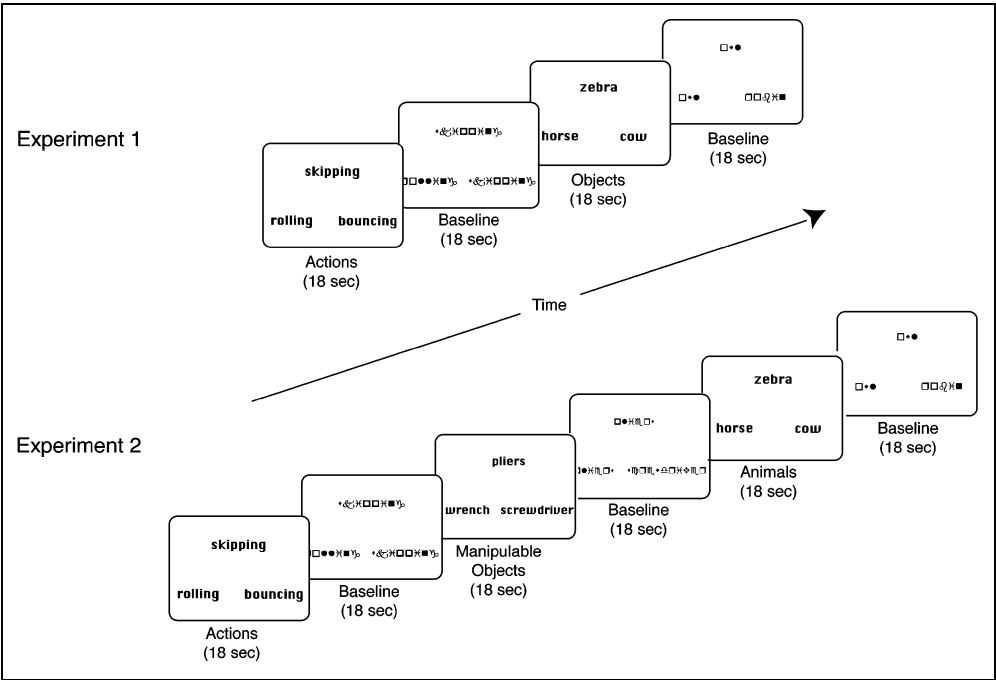 Experiment 1
skipping
rolling bouncing
Actions
(18 sec)
Baseline
(18 sec)
zebra
horse cow
Objects
(18 sec)
Baseline
(18 sec)
Time
Experiment 2
skipping
rolling bouncing
Actions
(18 sec)
Baseline
(18 sec)
pliers
wrench screwdriver
Manipulable
Objects
(18 sec)
Baseline
(18 sec)
zebra
horse cow
Animals
(18 sec)
Baseline
(18 sec)